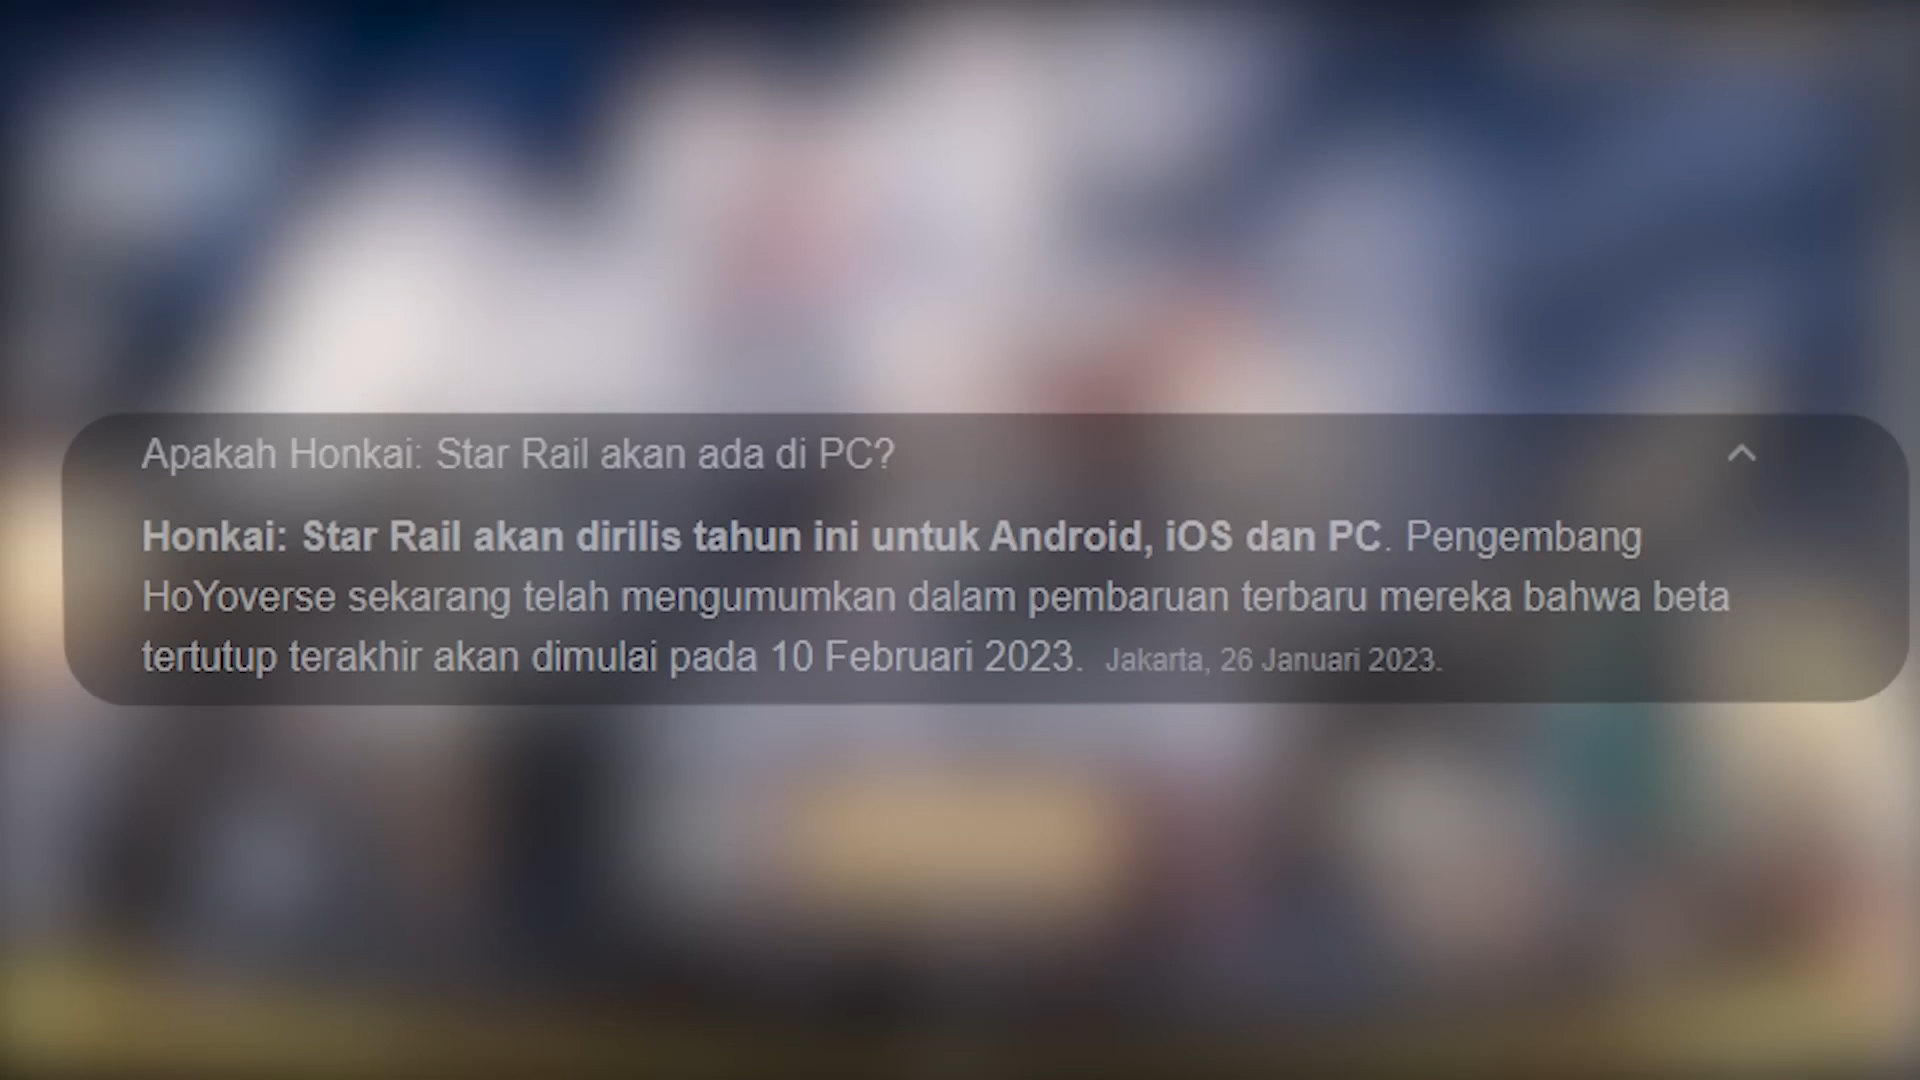 Apakah Honkai: Star Rail akan ada di PC?
Honkai: Star Rail akan dirilis tahun ini untuk Android, iOS dan PC. Pengembang
HoYoverse sekarang telah mengumumkan dalam pembaruan terbaru mereka bahwa beta
tertutup terakhir akan dimulai pada 10 Februari 2023. Jakarta, 26 Januari 2023.